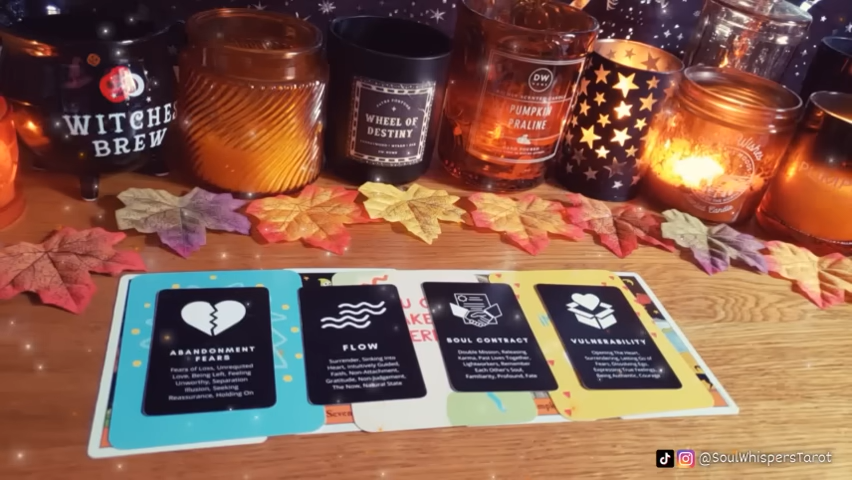 WITCHES
BREW
WHEEL OF
DESTINY
DW
PUMPKIN
PRALINE
Wishes
ABANDONMENT
FEARS
Fears of Loss, Unrequited
Love, Being Left, Feeling
Unworthy, Separation
Illusion, Seeking
Reassurance, Holding On
FLOW
Surrender, Sinking into
Heart, Intuitively Guided,
Faith, Non-Attachment,
Gratitude, Non-Judgement,
The Now, Natural State
SOUL CONTRACT
Double Mission, Releasing
Karma, Past Lives Together,
Lightworkers, Remember
Each Other's Soul,
Familiarity, Profound, Fate
VULNERABILITY
Opening The Heart,
Surrendering, Letting Go of
Fears, Dissolving Ego,
Expressing True Feelings,
Being Authentic, Courage
@SoulWhispersTarot